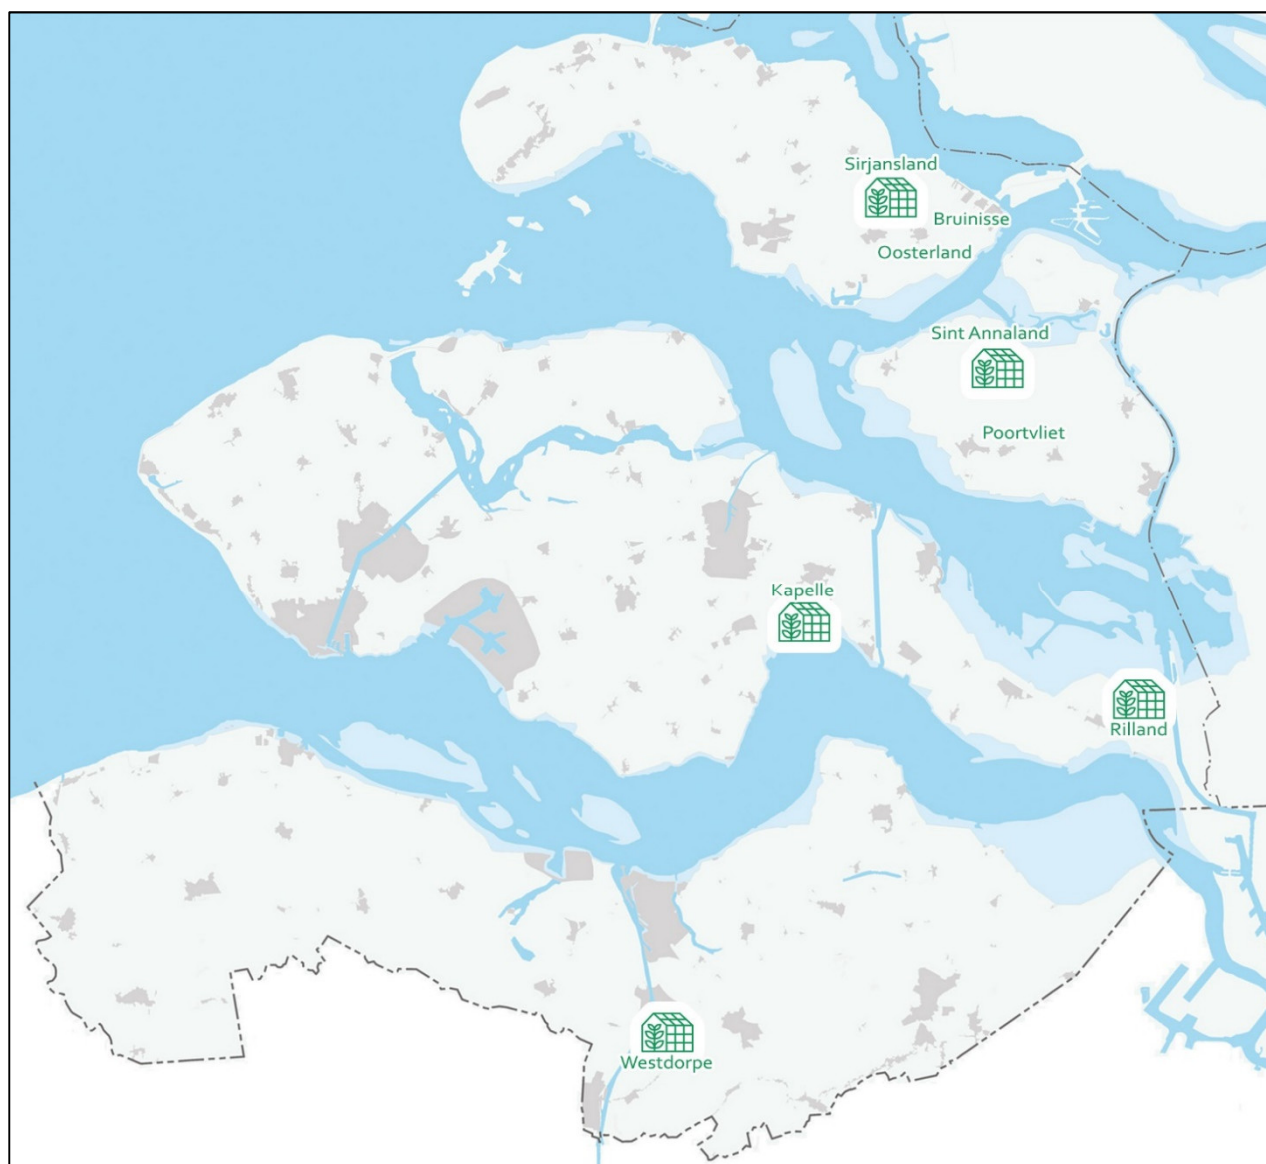 Sirjansland
Bruinisse
Oosterland
Sint Annaland
Poortvliet
Kapelle
Rilland
Westdorpe